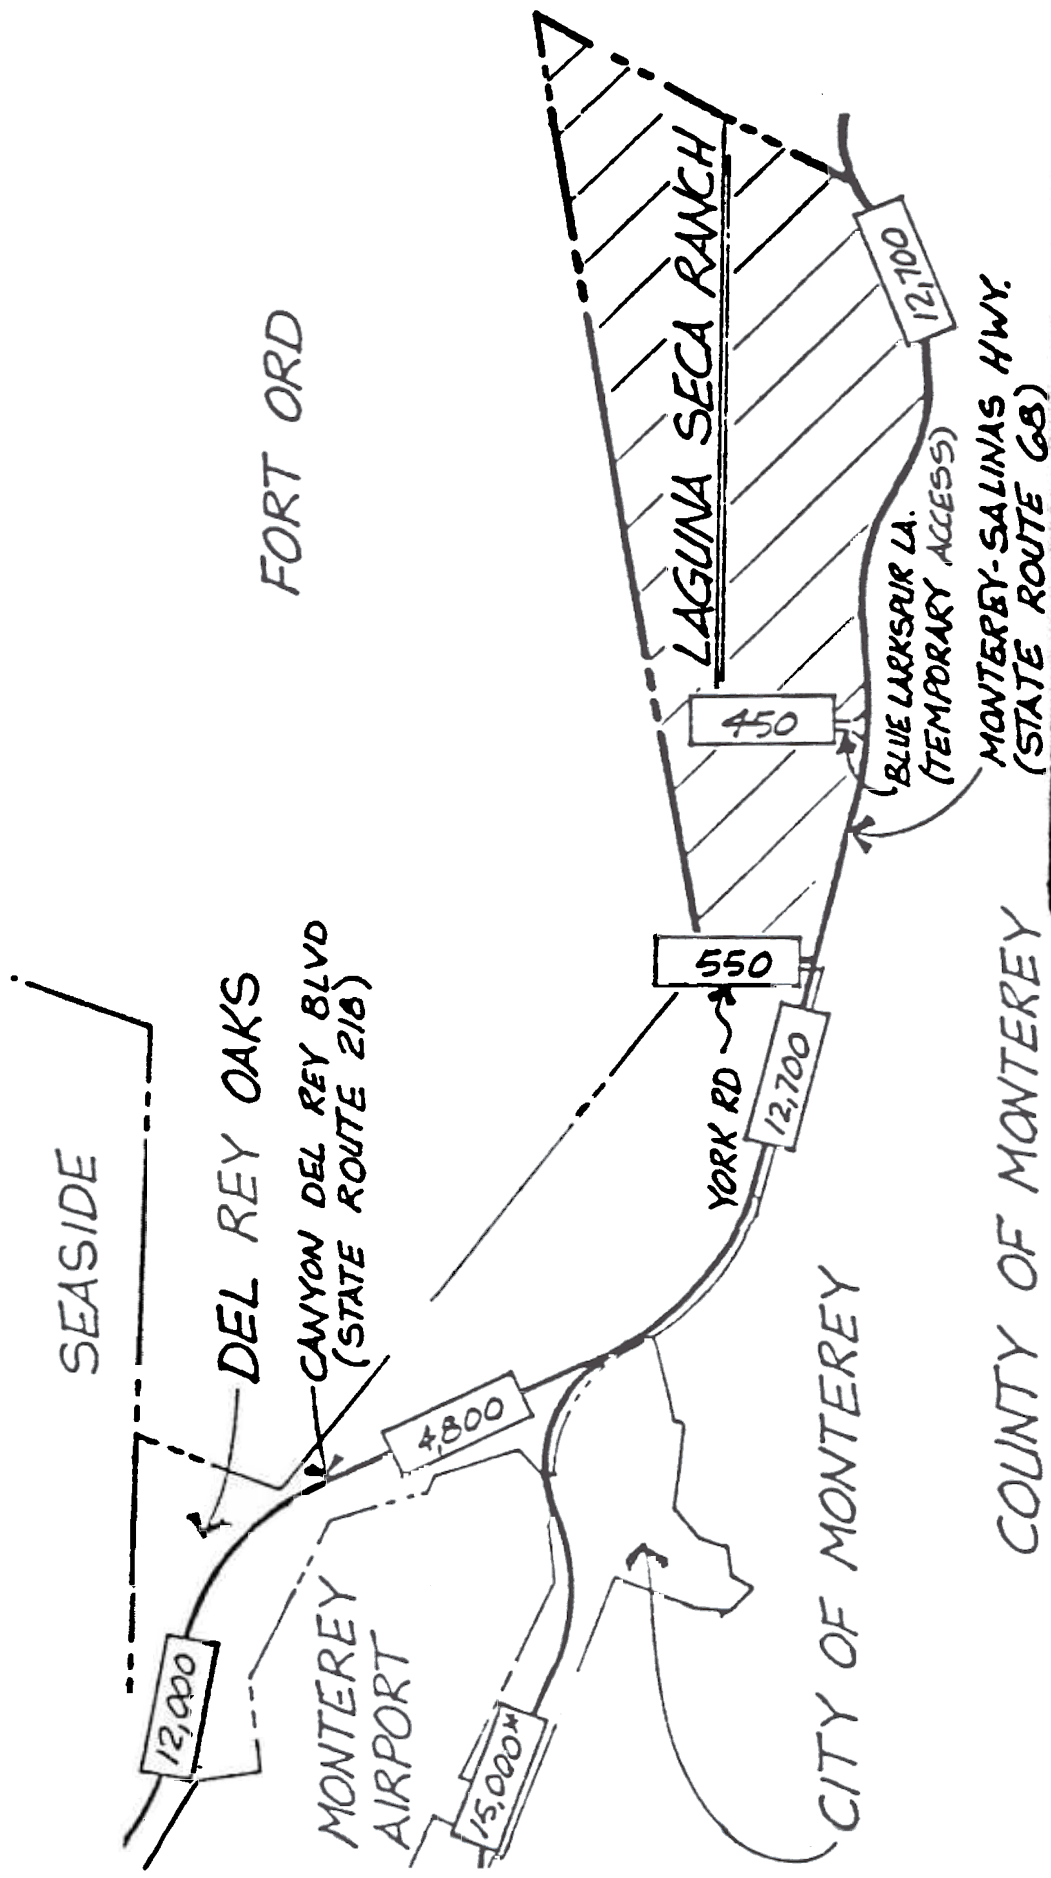 SEASIDE
DEL REY OAKS
CANYON DEL REY BLVD
(STATE ROUTE 218)
FORT ORD
12,000
4,800
MONTEREY
AIRPORT
15,000*
YORK RD
550
12,700
450
LAGUNA SECA RANCH
12,700
BLUE LARKSPUR LA.
(TEMPORARY ACCESS)
MONTEREY-SALINAS HWY.
(STATE ROUTE 68)
CITY OF MONTEREY
COUNTY OF MONTEREY